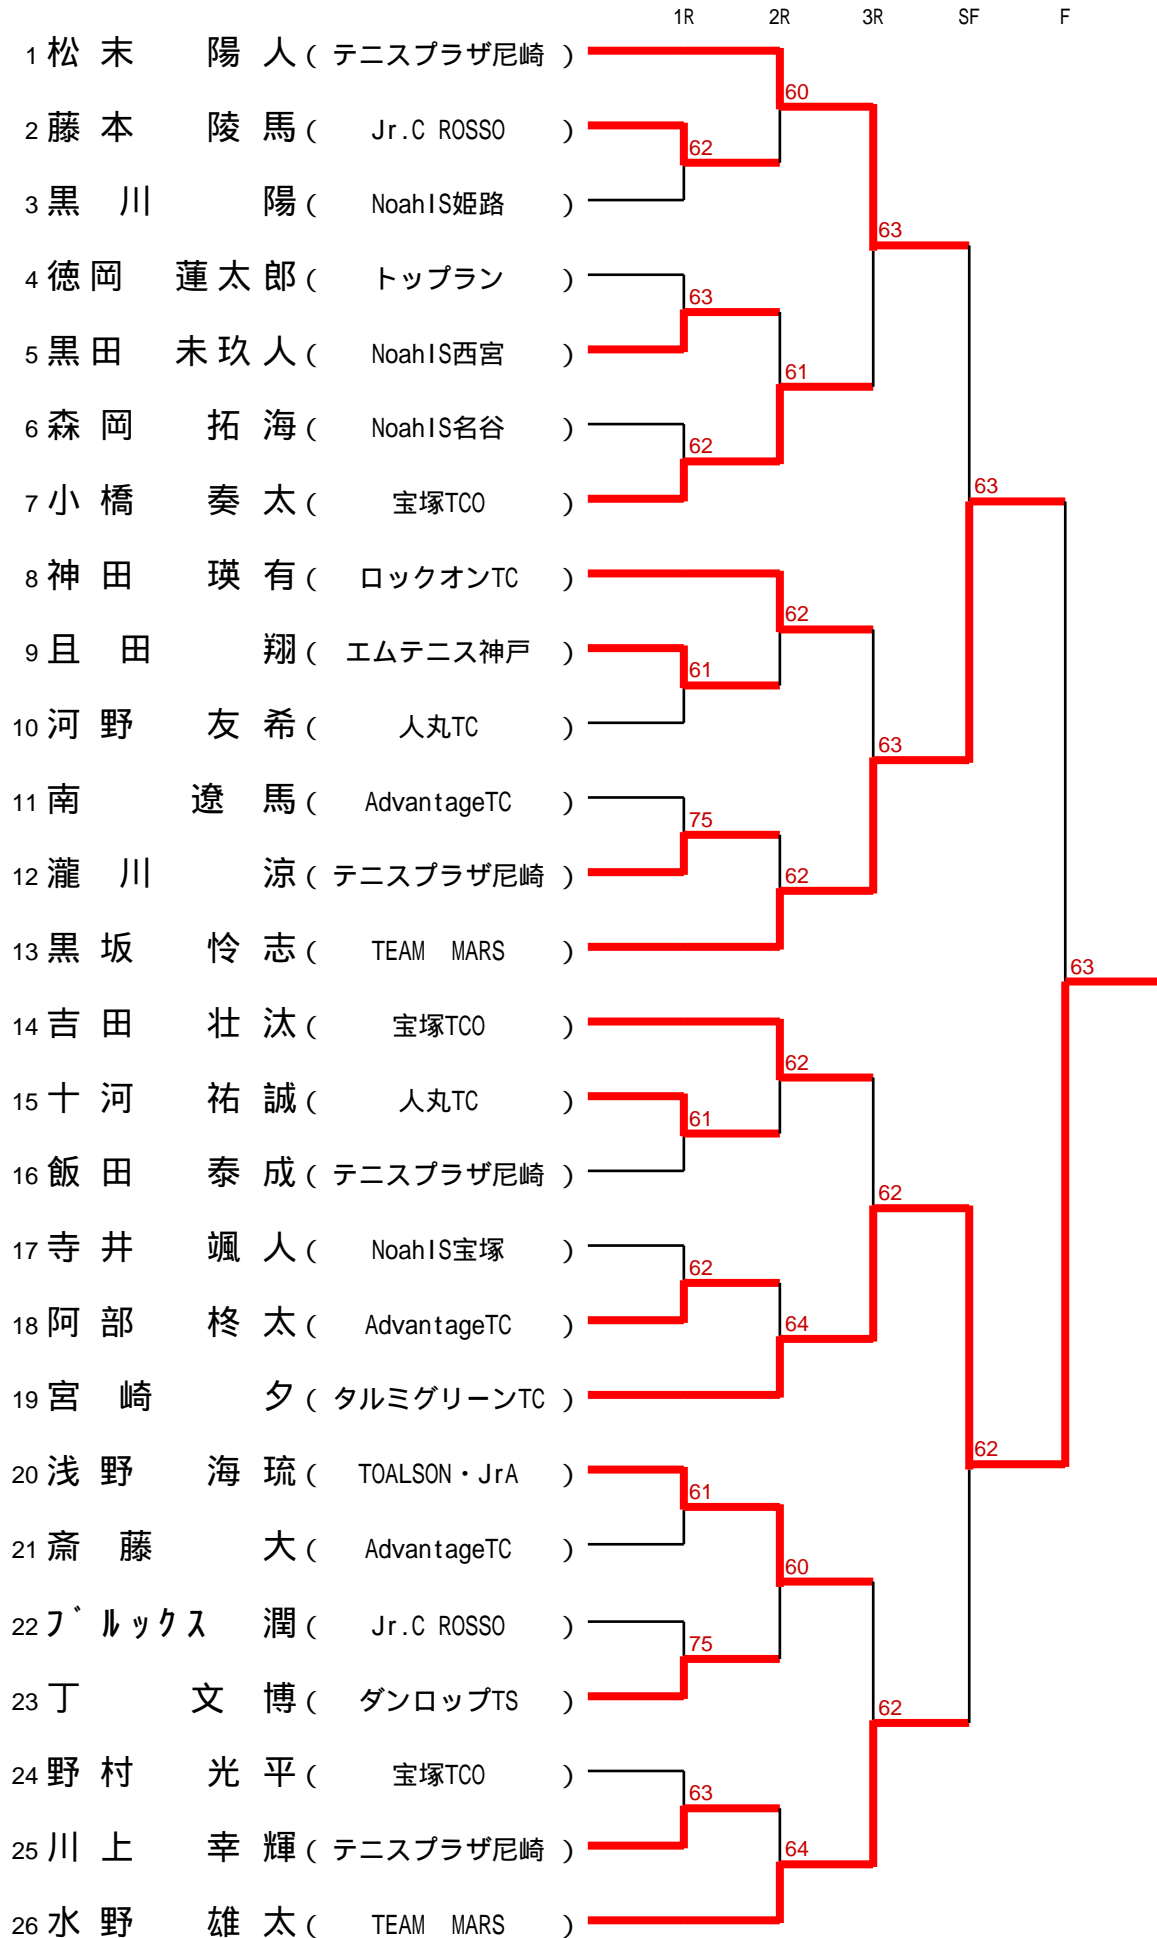 1R 2R 3R SF F
1 松末 陽人 ( テニスプラザ尼崎 )
60
2 藤本 陵馬 ( Jr.C ROSSO )
62
3 黒川 陽 ( NoahIS姫路 )
63
4 徳岡 蓮太郎 ( トップラン )
63
5 黒田 未玖人 ( NoahIS西宮 )
61
6 森岡 拓海 ( NoahIS名谷 )
62
7 小橋 奏太 ( 宝塚TCO )
63
8 神田 瑛有 ( ロックオンTC )
62
9 且田 翔 ( エムテニス神戸 )
61
10 河野 友希 ( 人丸TC )
63
11 南 遼馬 ( AdvantageTC )
75
12 瀧川 涼 ( テニスプラザ尼崎 )
62
13 黒坂 怜志 ( TEAM MARS )
63
14 吉田 壮汰 ( 宝塚TCO )
62
15 十河 祐誠 ( 人丸TC )
61
16 飯田 泰成 ( テニスプラザ尼崎 )
62
17 寺井 颯人 ( NoahIS宝塚 )
62
18 阿部 柊太 ( AdvantageTC )
64
19 宮崎 夕 ( タルミグリーンTC )
62
20 浅野 海琉 ( TOALSON・JrA )
61
21 斎藤 大 ( AdvantageTC )
60
22 ﾌﾞﾙｯｸｽ 潤 ( Jr.C ROSSO )
75
23 丁 文博 ( ダンロップTS )
62
24 野村 光平 ( 宝塚TCO )
63
25 川上 幸輝 ( テニスプラザ尼崎 )
64
26 水野 雄太 ( TEAM MARS )